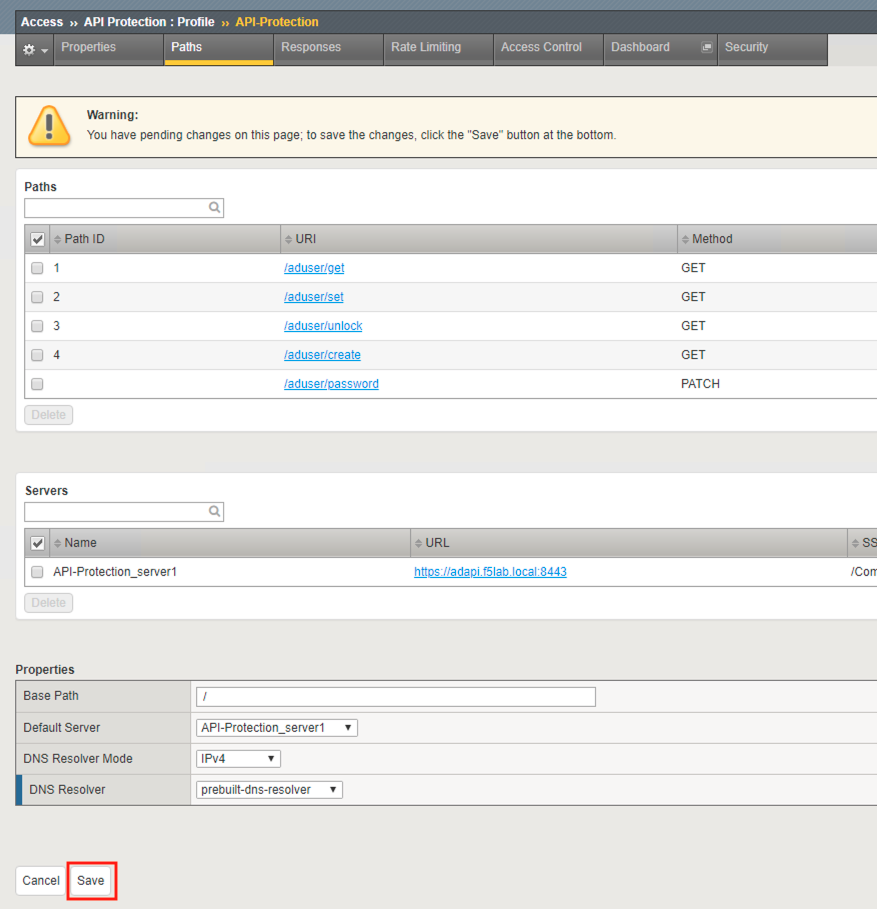 Access ›› API Protection : Profile ›› API-Protection
Properties Paths Responses Rate Limiting Access Control Dashboard Security
Warning:
You have pending changes on this page; to save the changes, click the "Save" button at the bottom.
Paths
Path ID URI Method
1 /aduser/get GET
2 /aduser/set GET
3 /aduser/unlock GET
4 /aduser/create GET
/aduser/password PATCH
Delete
Servers
Name URL SS
API-Protection_server1 https://adapi.f5lab.local:8443 /Com
Delete
Properties
Base Path /
Default Server API-Protection_server1
DNS Resolver Mode IPv4
DNS Resolver prebuilt-dns-resolver
Cancel Save